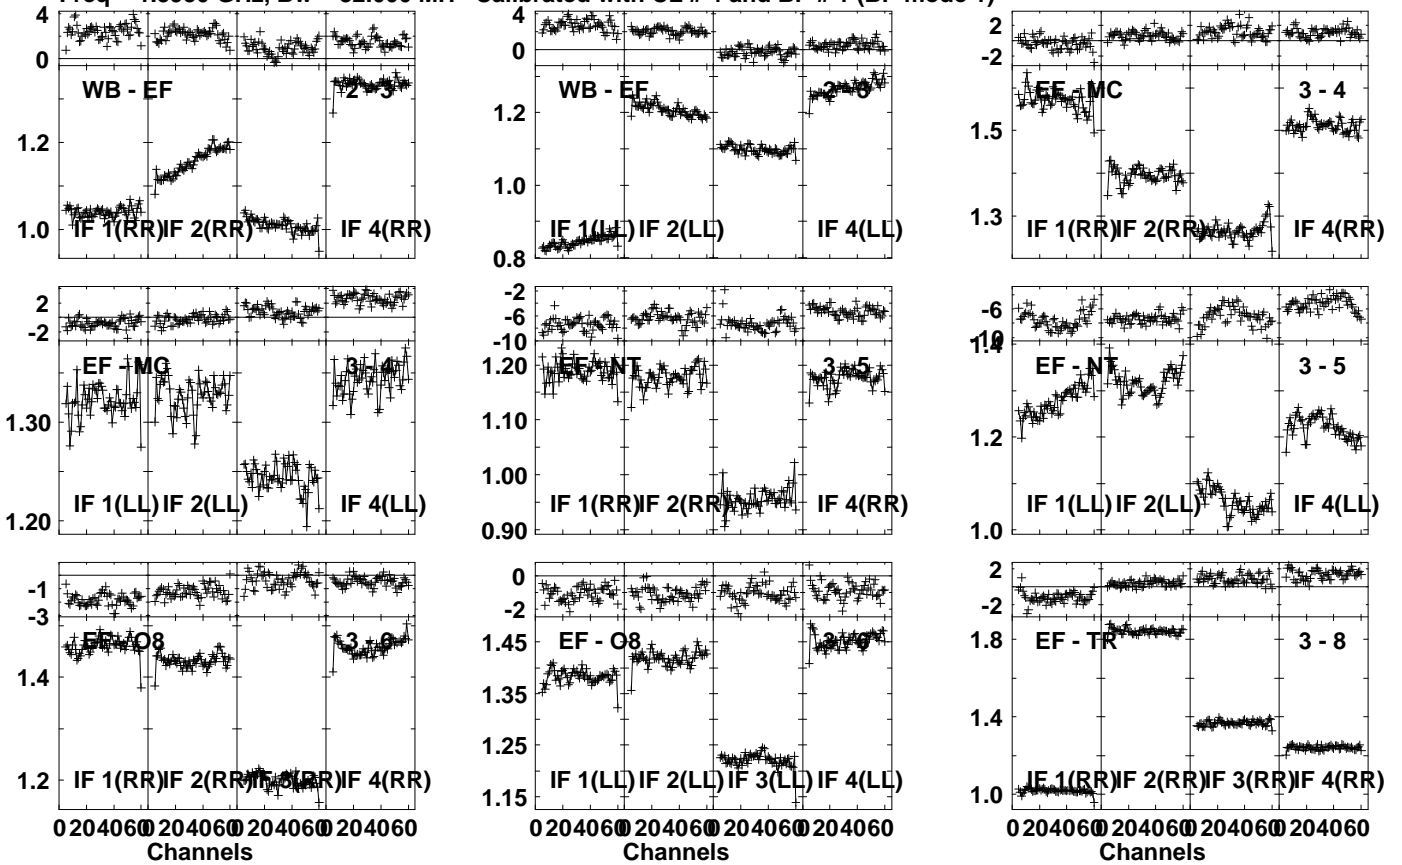 4
0
WB - EF
2 - 3
1.2
1.0
IF 1(RR)
IF 2(RR)
IF 4(RR)
4
0
WB - EF
2 - 3
1.2
1.0
0.8
IF 1(LL)
IF 2(LL)
IF 4(LL)
2
-2
EF - MC
3 - 4
1.5
1.3
IF 1(RR)
IF 2(RR)
IF 4(RR)
2
-2
EF - MC
3 - 4
1.30
1.20
IF 1(LL)
IF 2(LL)
IF 4(LL)
-2
-6
-10
EF - NT
3 - 5
1.20
1.10
1.00
0.90
IF 1(RR)
IF 2(RR)
IF 4(RR)
-6
-10
1.4
EF - NT
3 - 5
1.2
1.0
IF 1(LL)
IF 2(LL)
IF 4(LL)
-1
-3
EF - O8
3 - 6
1.4
1.2
IF 1(RR)
IF 2(RR)
IF 3(RR)
IF 4(RR)
0 20 40 60 0 20 40 60 0 20 40 60 0 20 40 60
Channels
0
-2
EF - O8
3 - 6
1.45
1.35
1.25
1.15
IF 1(LL)
IF 2(LL)
IF 3(LL)
IF 4(LL)
0 20 40 60 0 20 40 60 0 20 40 60 0 20 40 60
Channels
2
-2
EF - TR
3 - 8
1.8
1.4
1.0
IF 1(RR)
IF 2(RR)
IF 3(RR)
IF 4(RR)
0 20 40 60 0 20 40 60 0 20 40 60 0 20 40 60
Channels